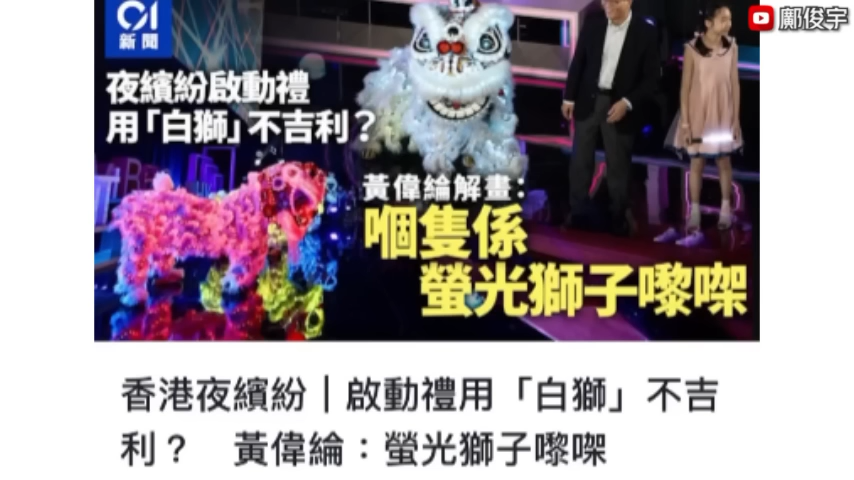 鄺俊宇
01
新聞
夜繽紛啟動禮
用「白獅」不吉利？
黃偉綸解畫：
嗰隻係
螢光獅子嚟㗎
香港夜繽紛｜啟動禮用「白獅」不吉
利？　黃偉綸：螢光獅子嚟㗎